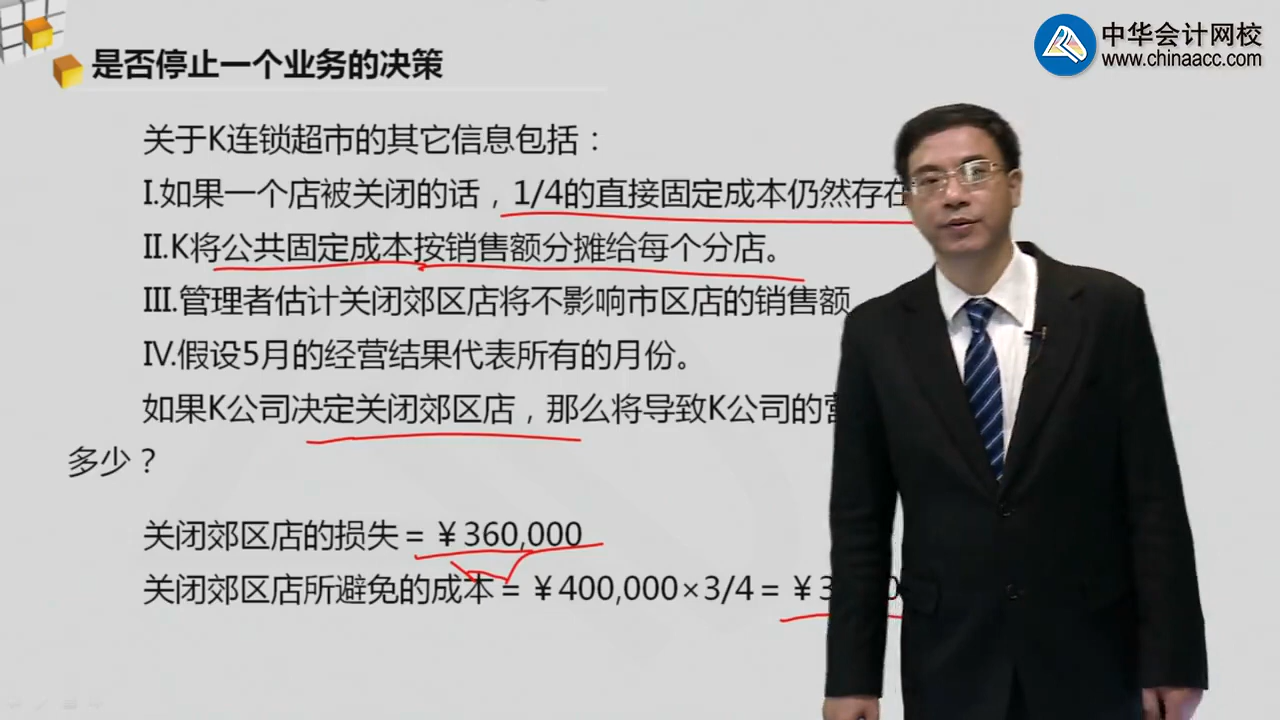 中华会计网校
www.chinaacc.com
是否停止一个业务的决策
关于K连锁超市的其它信息包括：
I.如果一个店被关闭的话，1/4的直接固定成本仍然存在
II.K将公共固定成本按销售额分摊给每个分店。
III.管理者估计关闭郊区店将不影响市区店的销售额
IV.假设5月的经营结果代表所有的月份。
如果K公司决定关闭郊区店，那么将导致K公司的营
多少？
关闭郊区店的损失=￥360,000
关闭郊区店所避免的成本=￥400,000×3/4=￥3